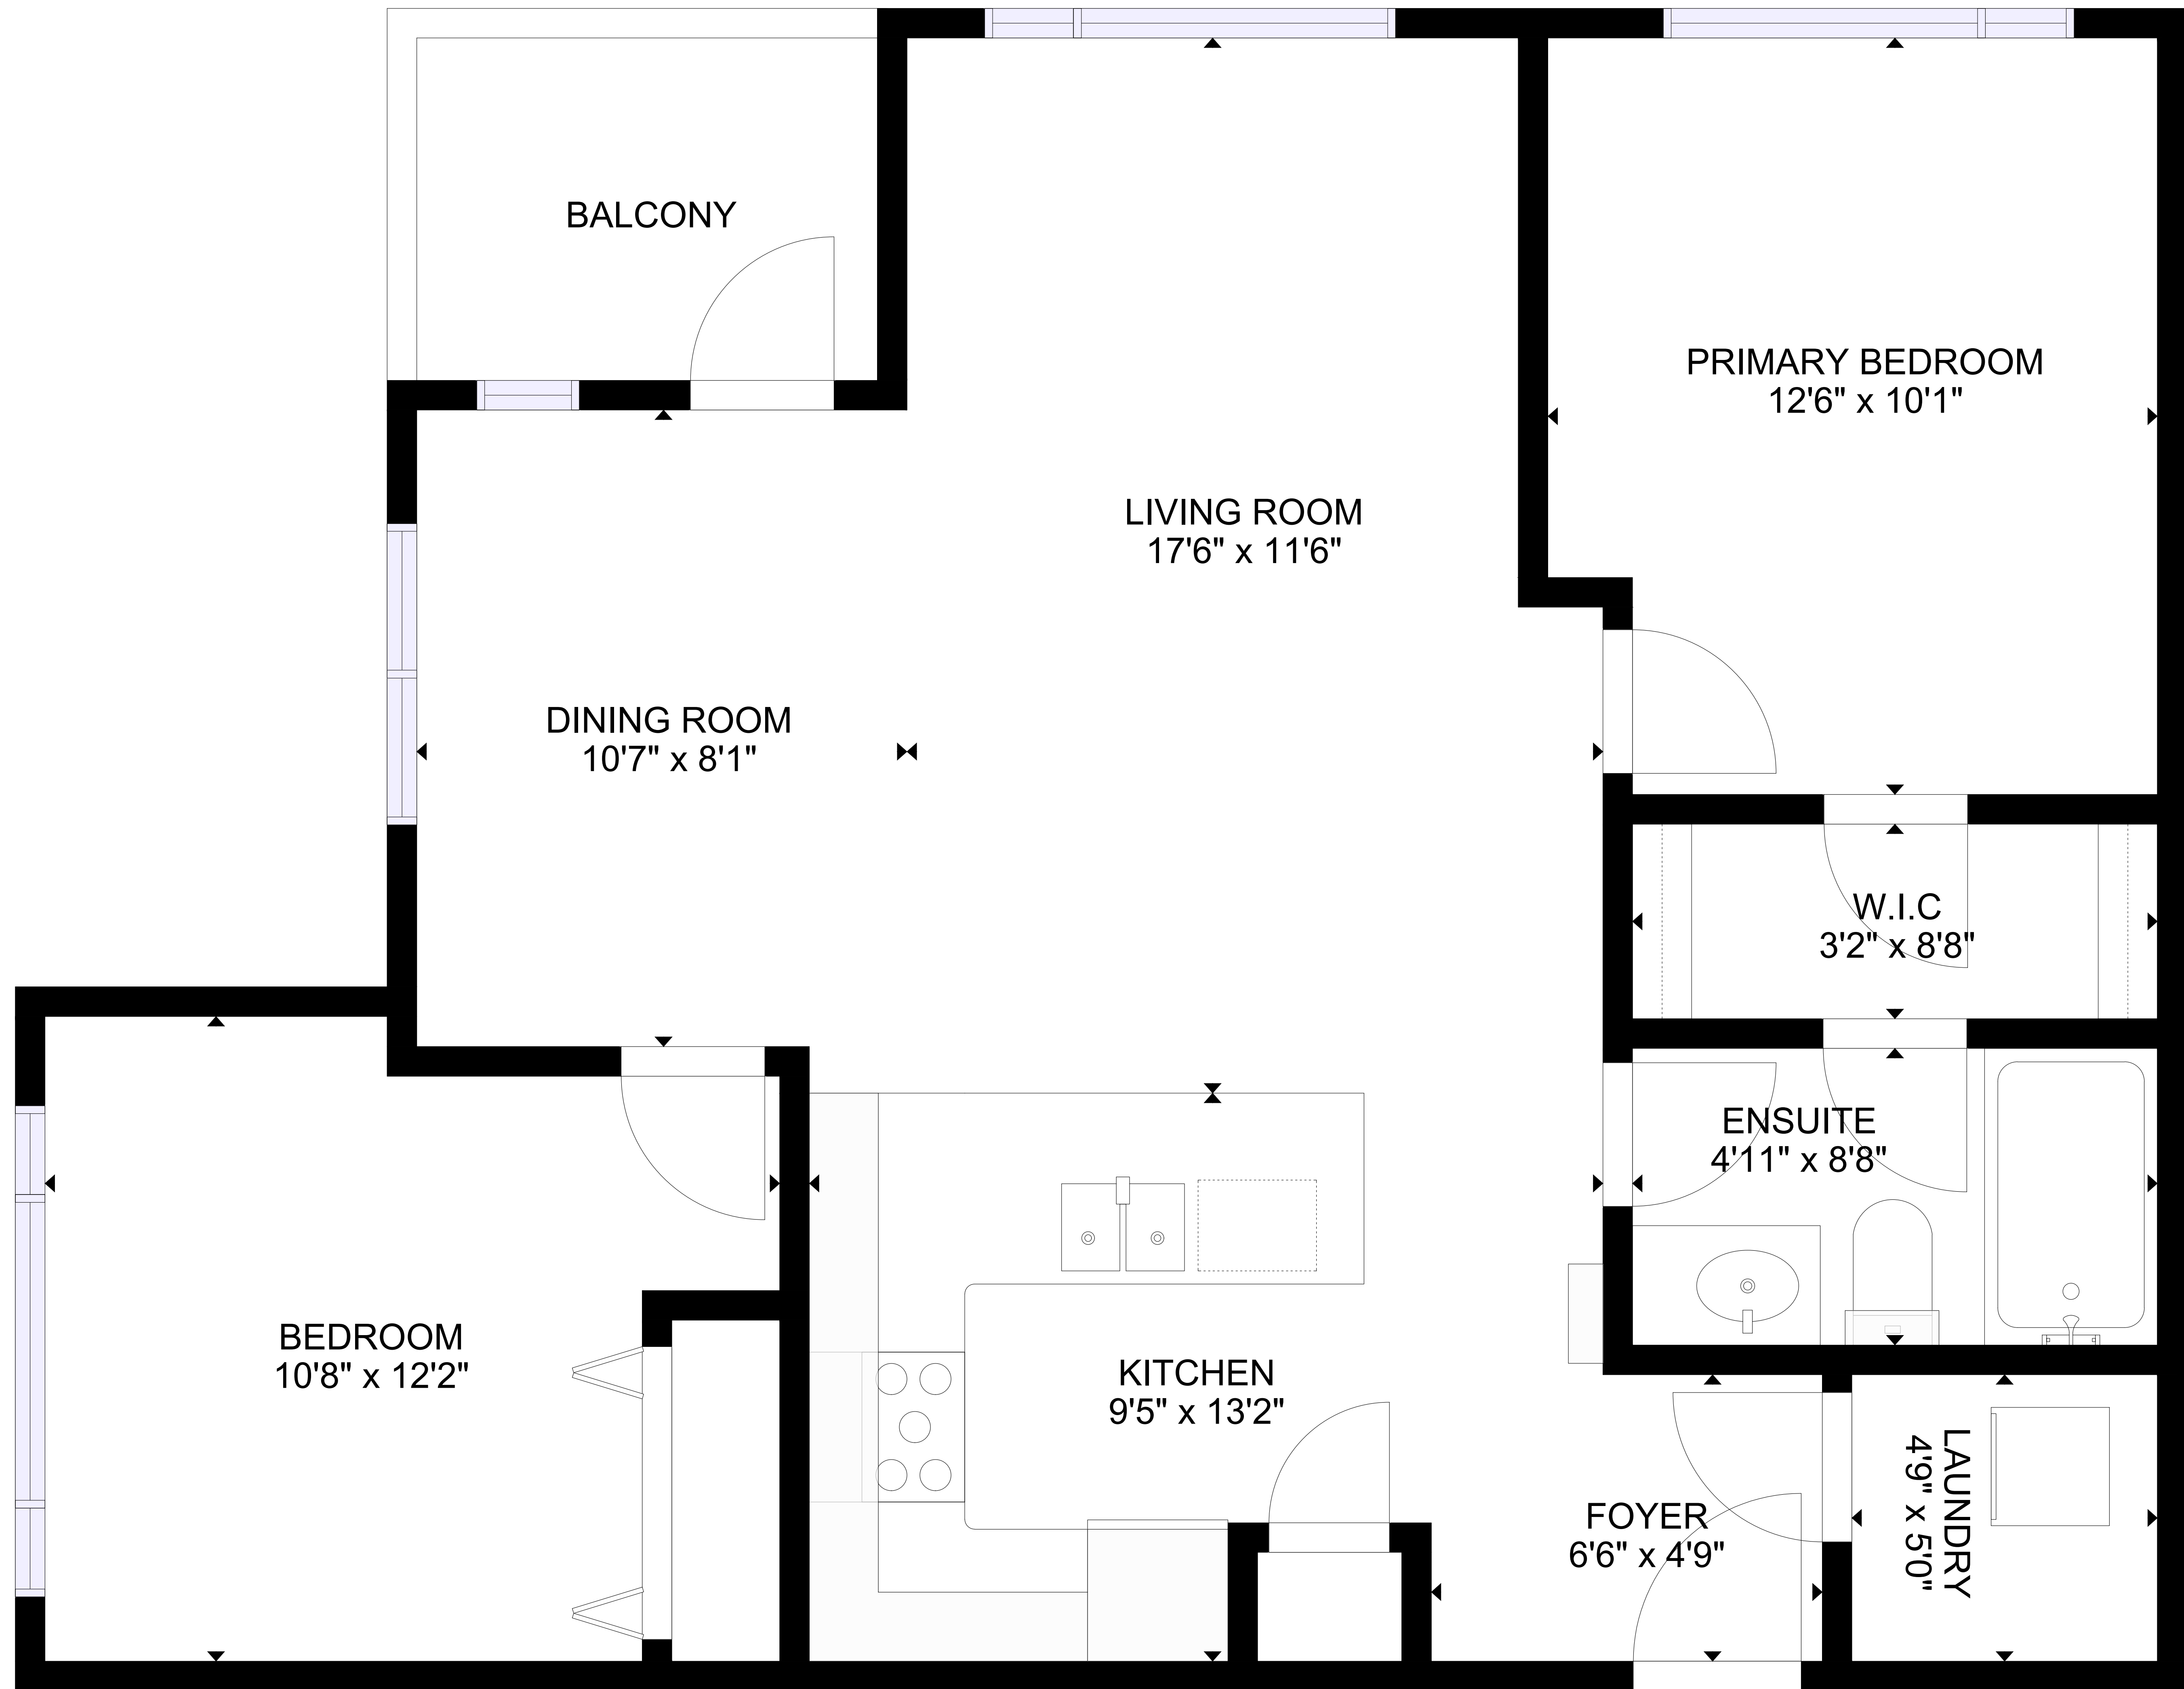 BALCONY
PRIMARY BEDROOM
12'6" x 10'1"
LIVING ROOM
17'6" x 11'6"
DINING ROOM
10'7" x 8'1"
W.I.C
3'2" x 8'8"
ENSUITE
4'11" x 8'8"
BEDROOM
10'8" x 12'2"
KITCHEN
9'5" x 13'2"
FOYER
6'6" x 4'9"
LAUNDRY
4'9" x 5'0"